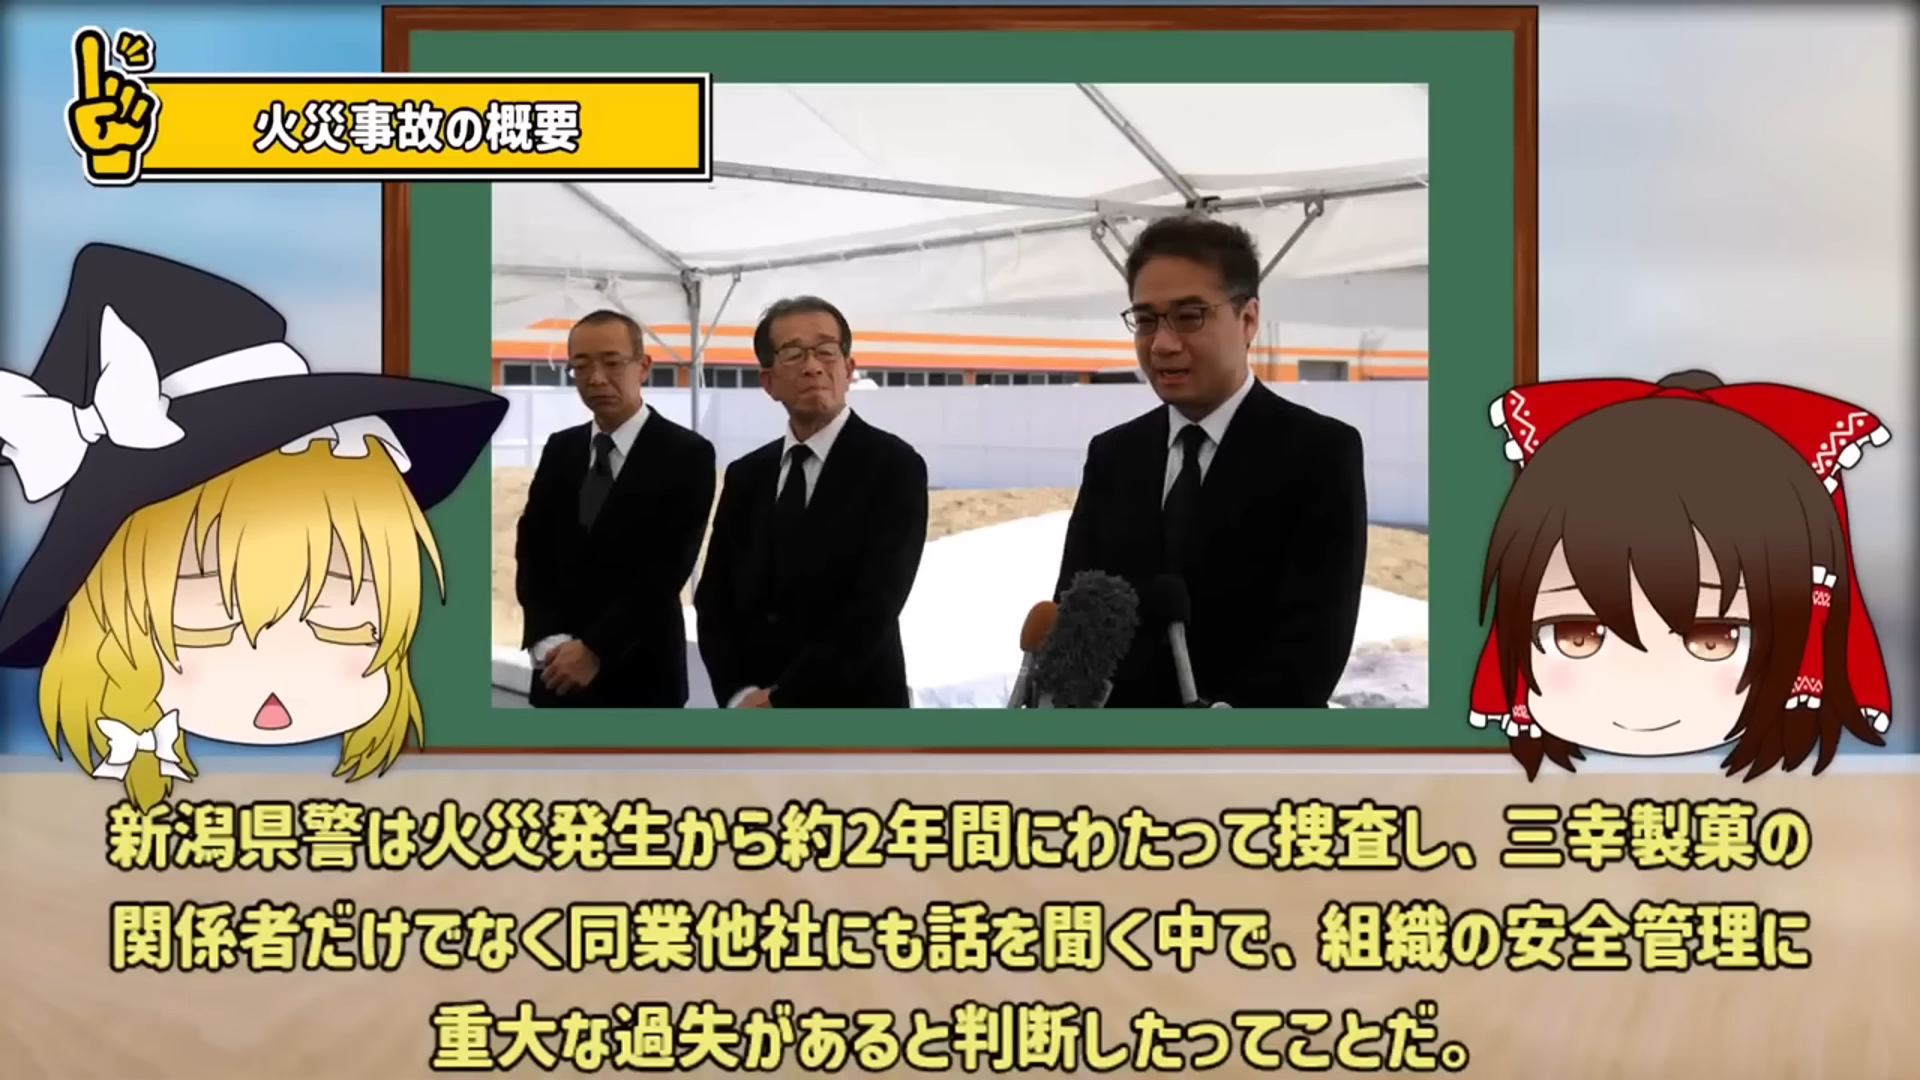 火災事故の概要
新潟県警は火災発生から約2年間にわたって捜査し、三幸製菓の
関係者だけでなく同業他社にも話を聞く中で、組織の安全管理に
重大な過失があると判断したってことだ。